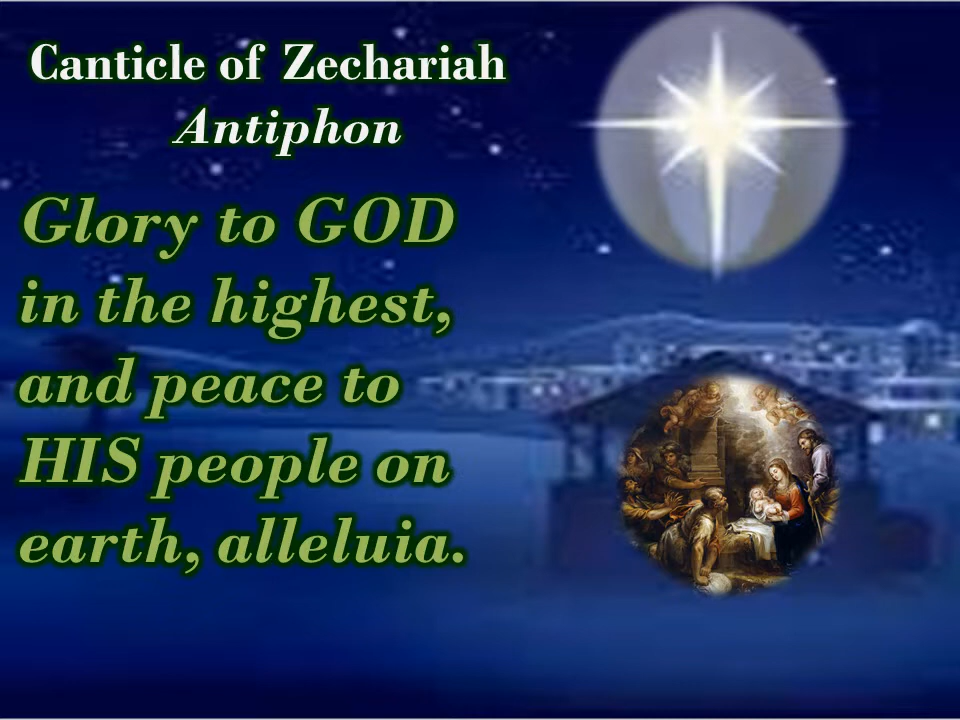 Canticle of Zechariah
Antiphon
Glory to GOD
in the highest,
and peace to
HIS people on
earth, alleluia.